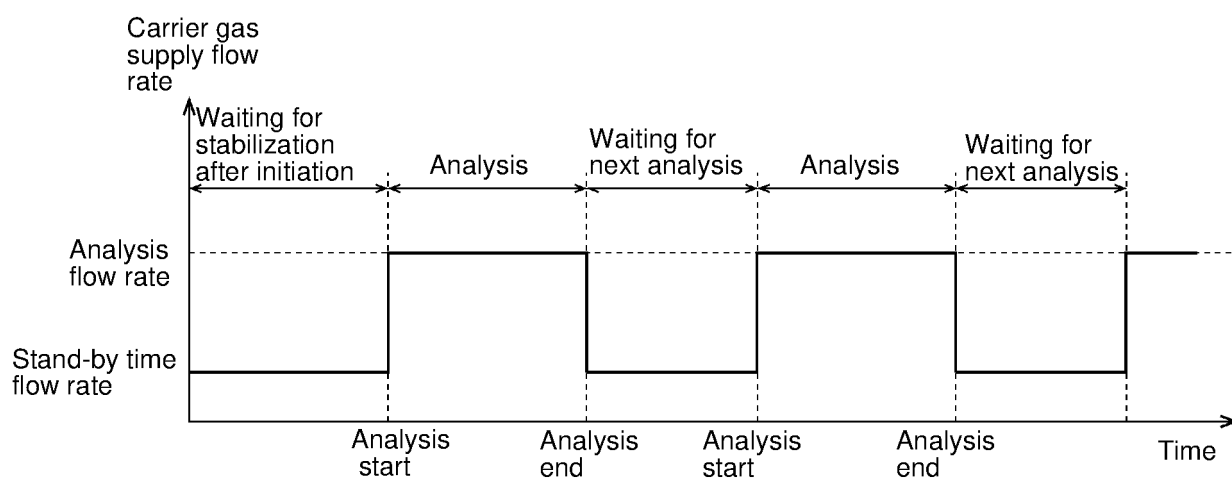 Carrier gas
supply flow
rate
Waiting for
stabilization
after initiation
Analysis
Waiting for
next analysis
Analysis
Waiting for
next analysis
Analysis
flow rate
Stand-by time
flow rate
Analysis
start
Analysis
end
Analysis
start
Analysis
end
Time